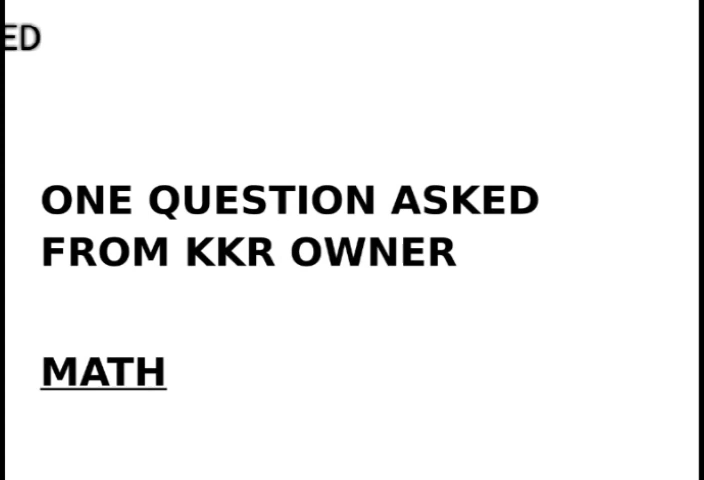 ED
ONE QUESTION ASKED
FROM KKR OWNER
MATH